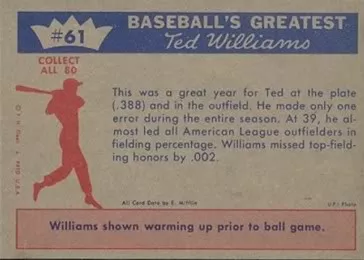 #61
BASEBALL'S GREATEST
Ted Williams
COLLECT
ALL 80
This was a great year for Ted at the plate
(.388) and in the outfield. He made only one
error during the entire season. At 39, he al-
most led all American League outfielders in
fielding percentage. Williams missed top-field-
ing honors by .002.
All Card Data by E. Mifflin
U.P.I. Photo
Williams shown warming up prior to ball game.